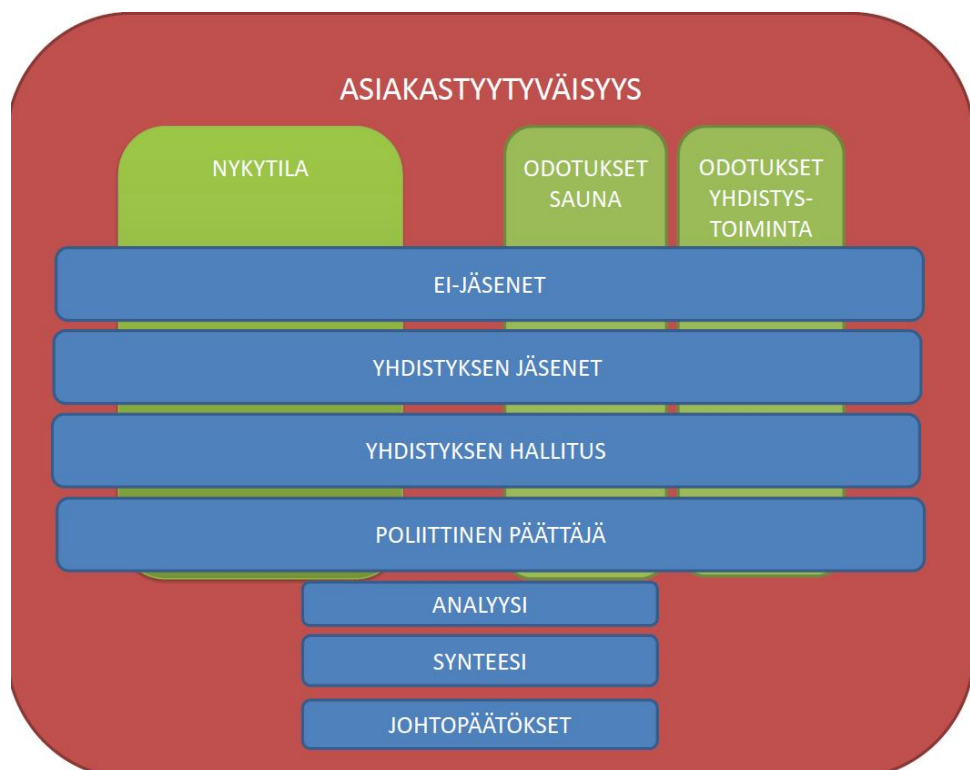 ASIAKASTYYTYVÄISYYS
NYKYTILA
ODOTUKSET
SAUNA
ODOTUKSET
YHDISTYS-
TOIMINTA
EI-JÄSENET
YHDISTYKSEN JÄSENET
YHDISTYKSEN HALLITUS
POLIITTINEN PÄÄTTÄJÄ
ANALYYSI
SYNTEESI
JOHTOPÄÄTÖKSET